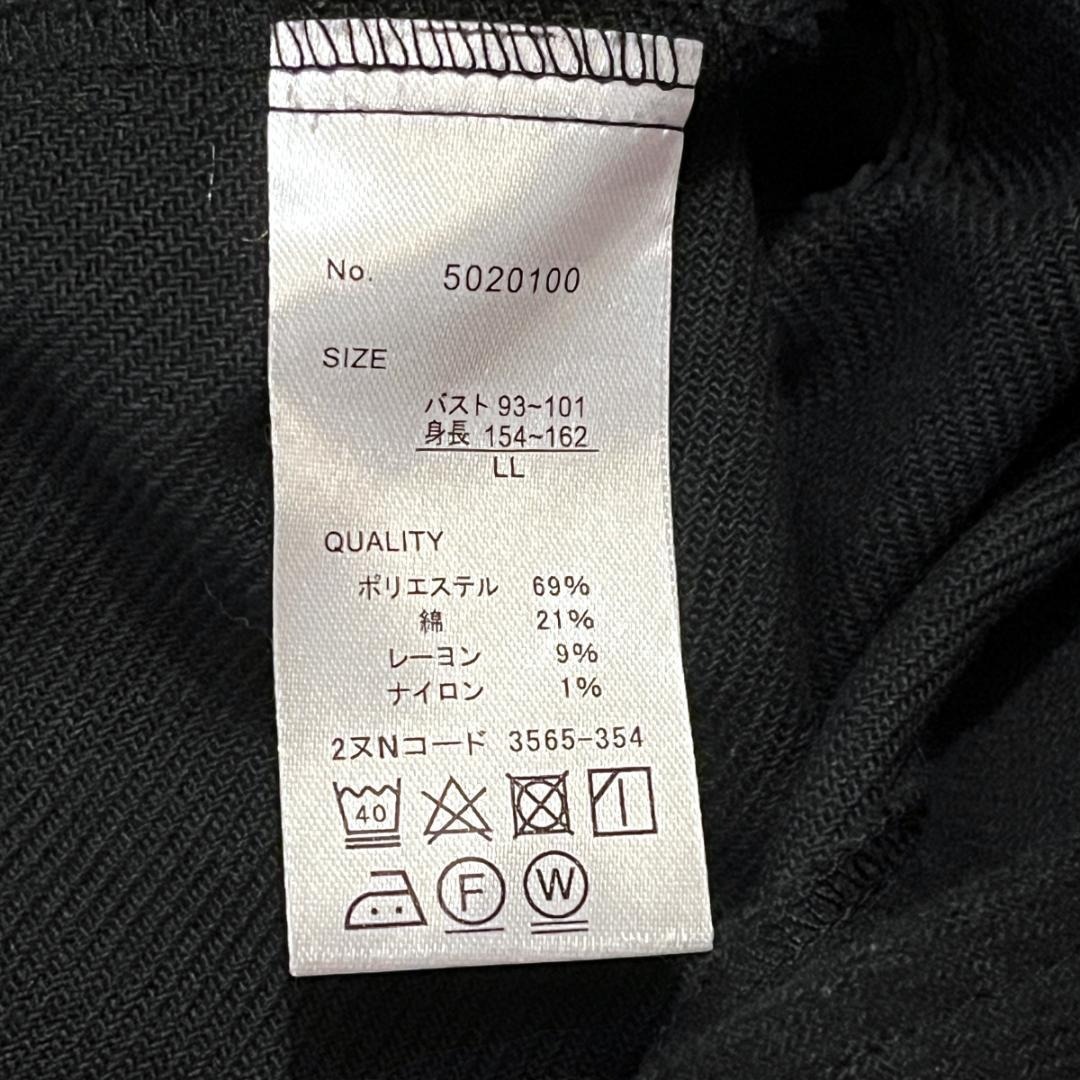 No. 5020100
SIZE
バスト 93~101
身長 154~162
LL
QUALITY
ポリエステル 69%
綿 21%
レーヨン 9%
ナイロン 1%
2ヌNコード 3565-354
40
F W